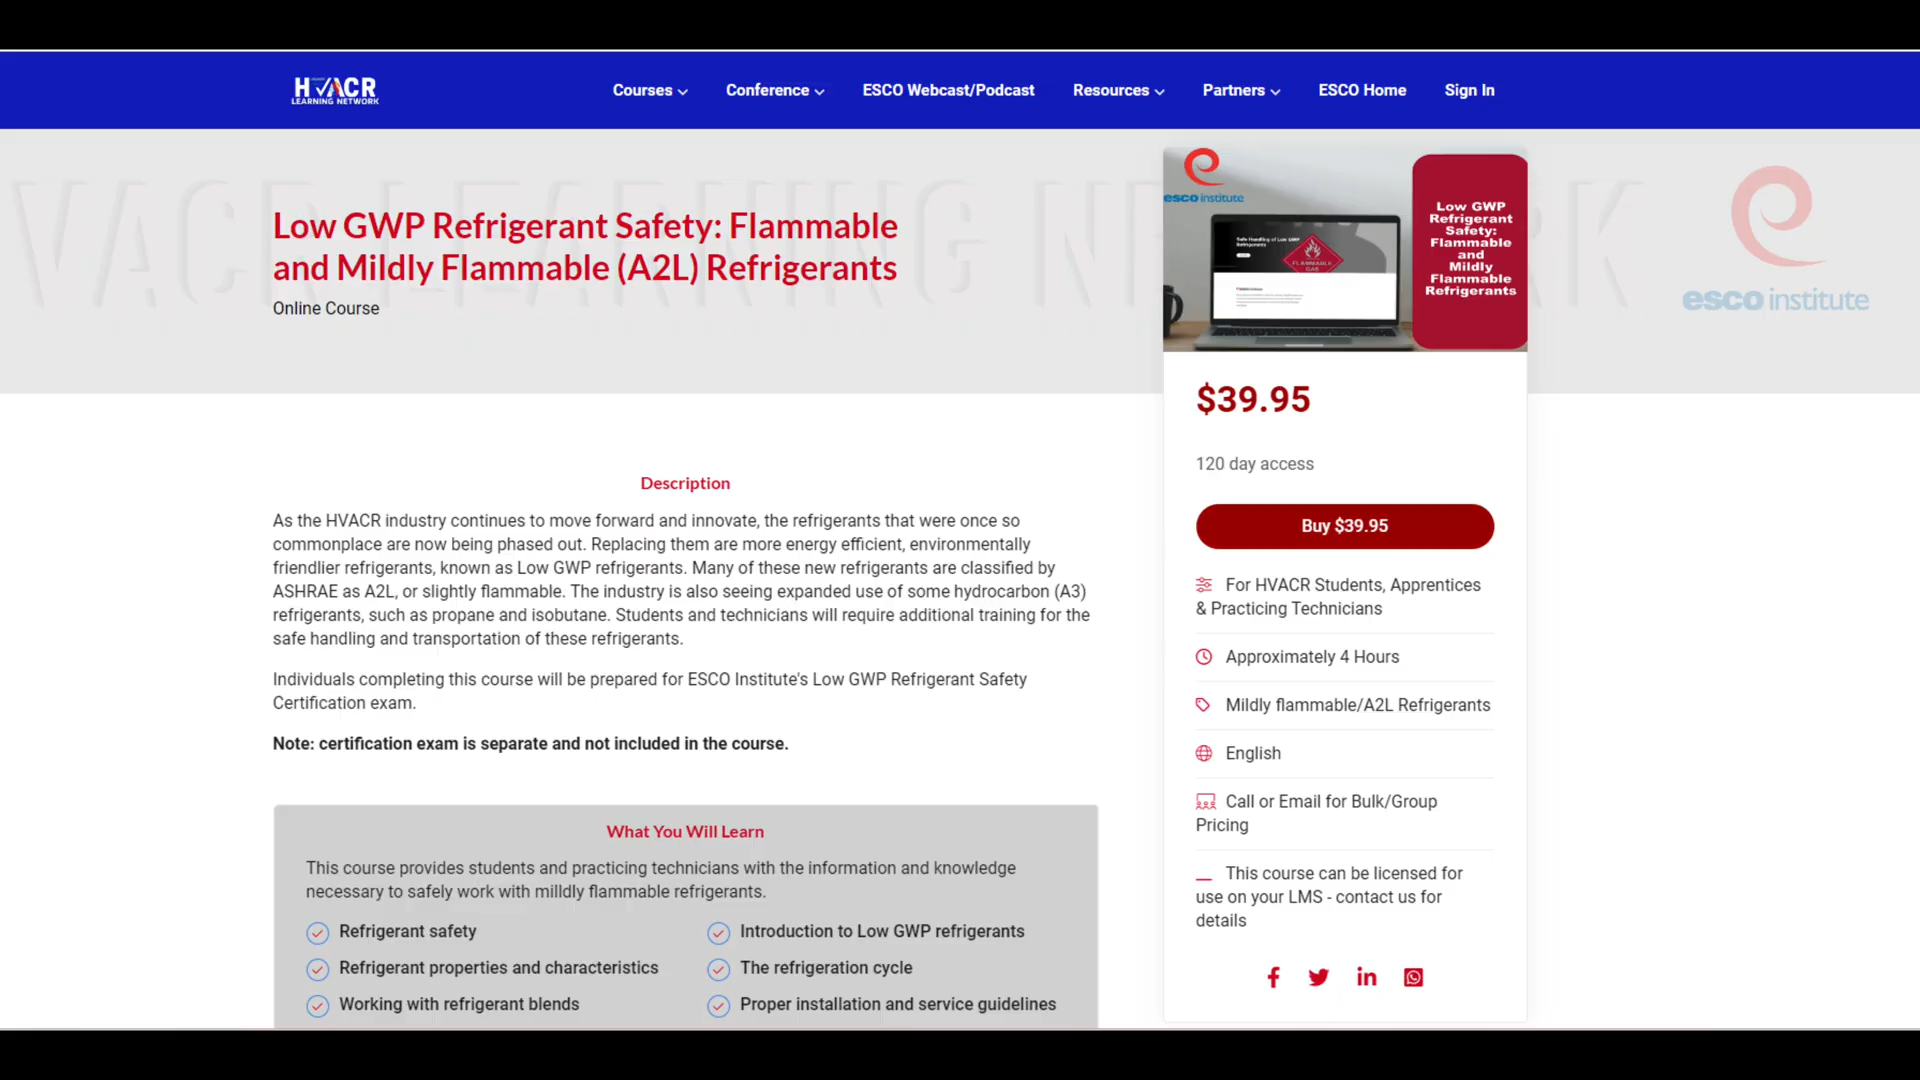 HVACR
LEARNING NETWORK
Courses
Conference
ESCO Webcast/Podcast
Resources
Partners
ESCO Home
Sign In
VACR LEARNING NE
K
Low GWP Refrigerant Safety: Flammable
and Mildly Flammable (A2L) Refrigerants
Online Course
esco institute
Safe Handling of Low GWP
Refrigerants
FLAMMABLE
GAS
Low GWP
Refrigerant
Safety:
Flammable
and
Mildly
Flammable
Refrigerants
esco institute
$39.95
120 day access
Buy $39.95
For HVACR Students, Apprentices
& Practicing Technicians
Approximately 4 Hours
Mildly flammable/A2L Refrigerants
English
Call or Email for Bulk/Group
Pricing
This course can be licensed for
use on your LMS - contact us for
details
Description
As the HVACR industry continues to move forward and innovate, the refrigerants that were once so
commonplace are now being phased out. Replacing them are more energy efficient, environmentally
friendlier refrigerants, known as Low GWP refrigerants. Many of these new refrigerants are classified by
ASHRAE as A2L, or slightly flammable. The industry is also seeing expanded use of some hydrocarbon (A3)
refrigerants, such as propane and isobutane. Students and technicians will require additional training for the
safe handling and transportation of these refrigerants.
Individuals completing this course will be prepared for ESCO Institute's Low GWP Refrigerant Safety
Certification exam.
Note: certification exam is separate and not included in the course.
What You Will Learn
This course provides students and practicing technicians with the information and knowledge
necessary to safely work with milldly flammable refrigerants.
Refrigerant safety
Introduction to Low GWP refrigerants
Refrigerant properties and characteristics
The refrigeration cycle
Working with refrigerant blends
Proper installation and service guidelines